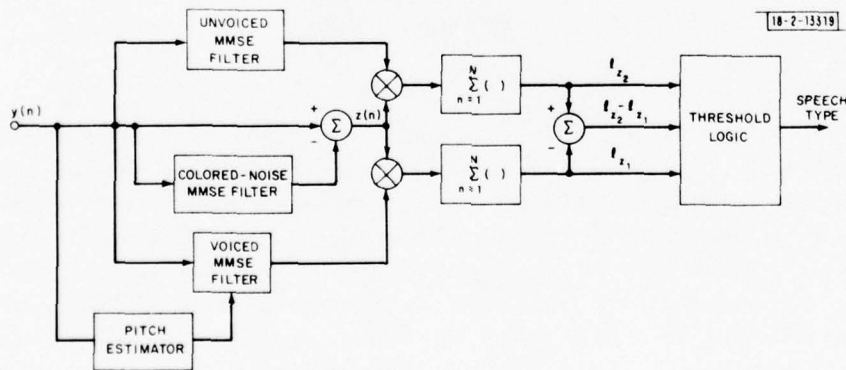 18-2-13319
UNVOICED
MMSE
FILTER
y(n)
+
Σ
−
z(n)
COLORED-NOISE
MMSE FILTER
VOICED
MMSE
FILTER
PITCH
ESTIMATOR
N
Σ ( )
n = 1
N
Σ ( )
n = 1
ℓz2
+
Σ
−
ℓz2 - ℓz1
ℓz1
THRESHOLD
LOGIC
SPEECH
TYPE